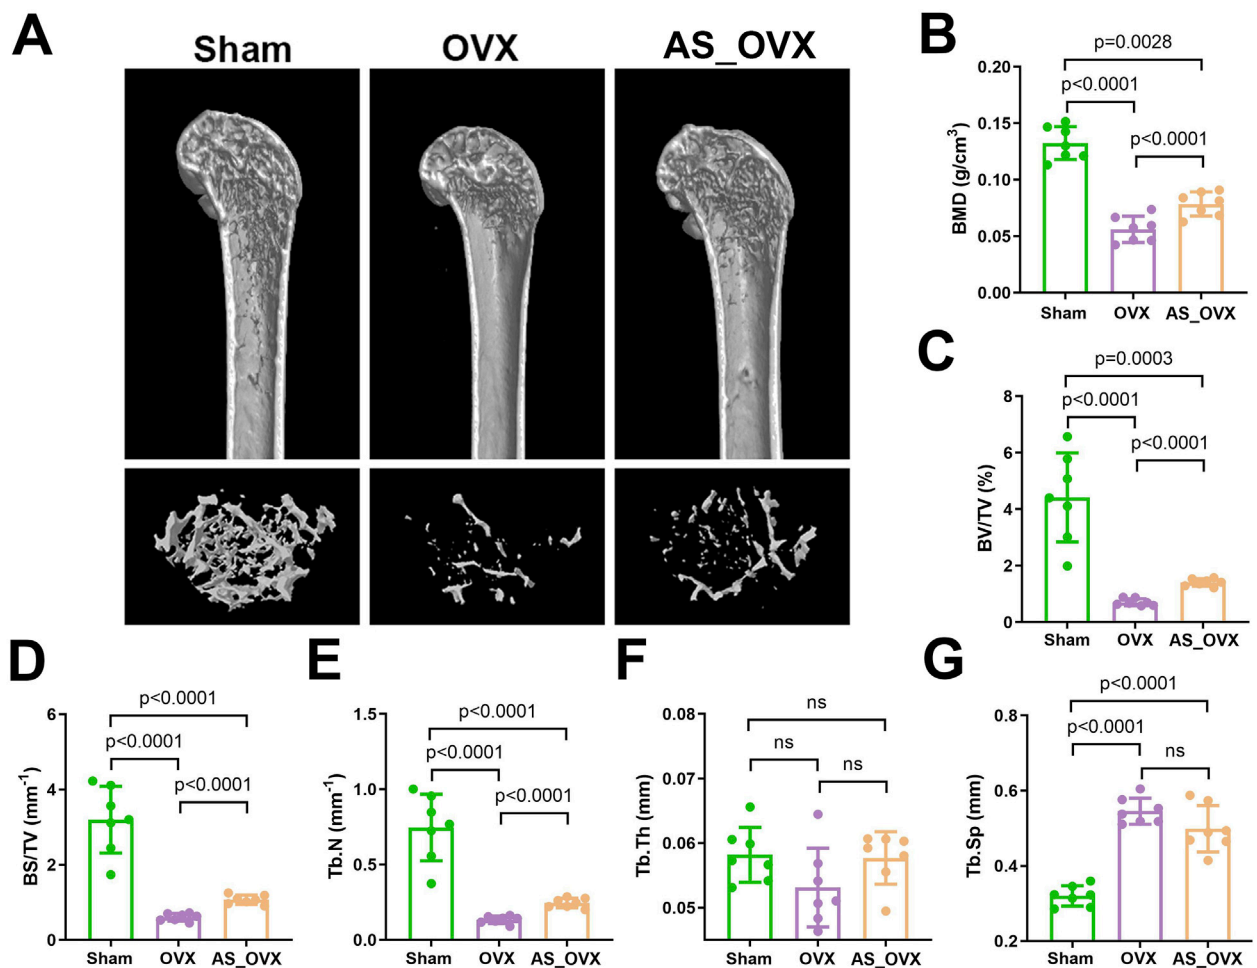 A
Sham
OVX
AS_OVX
B
p=0.0028
p<0.0001
p<0.0001
BMD (g/cm³)
0.20
0.15
0.10
0.05
0.00
Sham
OVX
AS_OVX
C
p=0.0003
p<0.0001
p<0.0001
BV/TV (%)
8
6
4
2
0
Sham
OVX
AS_OVX
D
p<0.0001
p<0.0001
p<0.0001
BS/TV (mm⁻¹)
6
4
2
0
Sham
OVX
AS_OVX
E
p<0.0001
p<0.0001
p<0.0001
Tb.N (mm⁻¹)
1.5
1.0
0.5
0.0
Sham
OVX
AS_OVX
F
ns
ns
ns
Tb.Th (mm)
0.08
0.07
0.06
0.05
Sham
OVX
AS_OVX
G
p<0.0001
p<0.0001
ns
Tb.Sp (mm)
0.8
0.6
0.4
0.2
Sham
OVX
AS_OVX